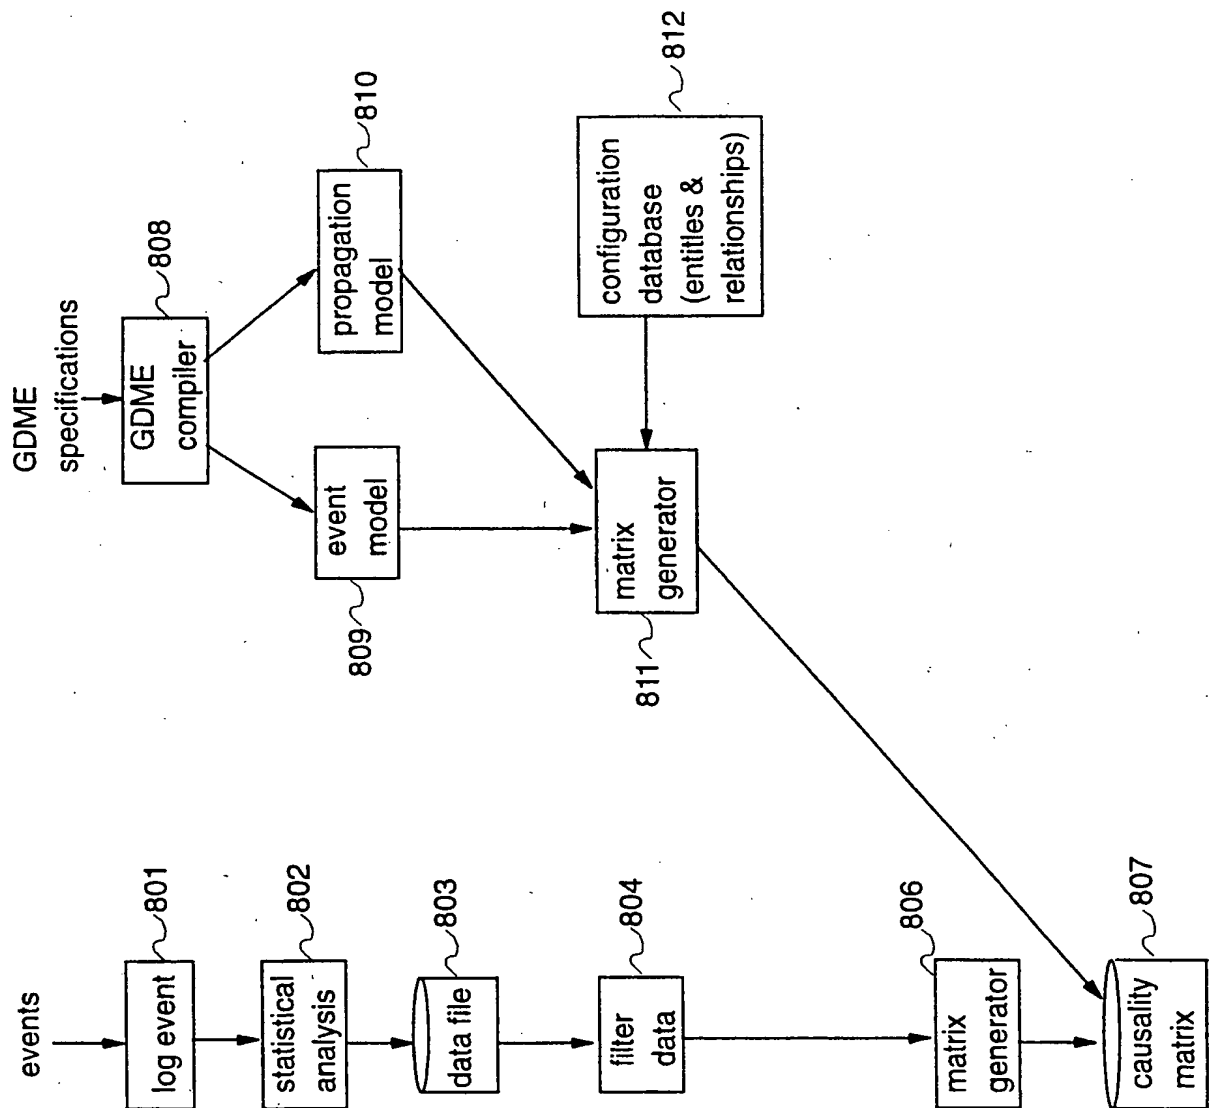 events
801
log event
802
statistical
analysis
803
data file
804
filter
data
806
matrix
generator
807
causality
matrix
GDME
specifications
808
GDME
compiler
809
event
model
810
propagation
model
811
matrix
generator
812
configuration
database
(entitles &
relationships)